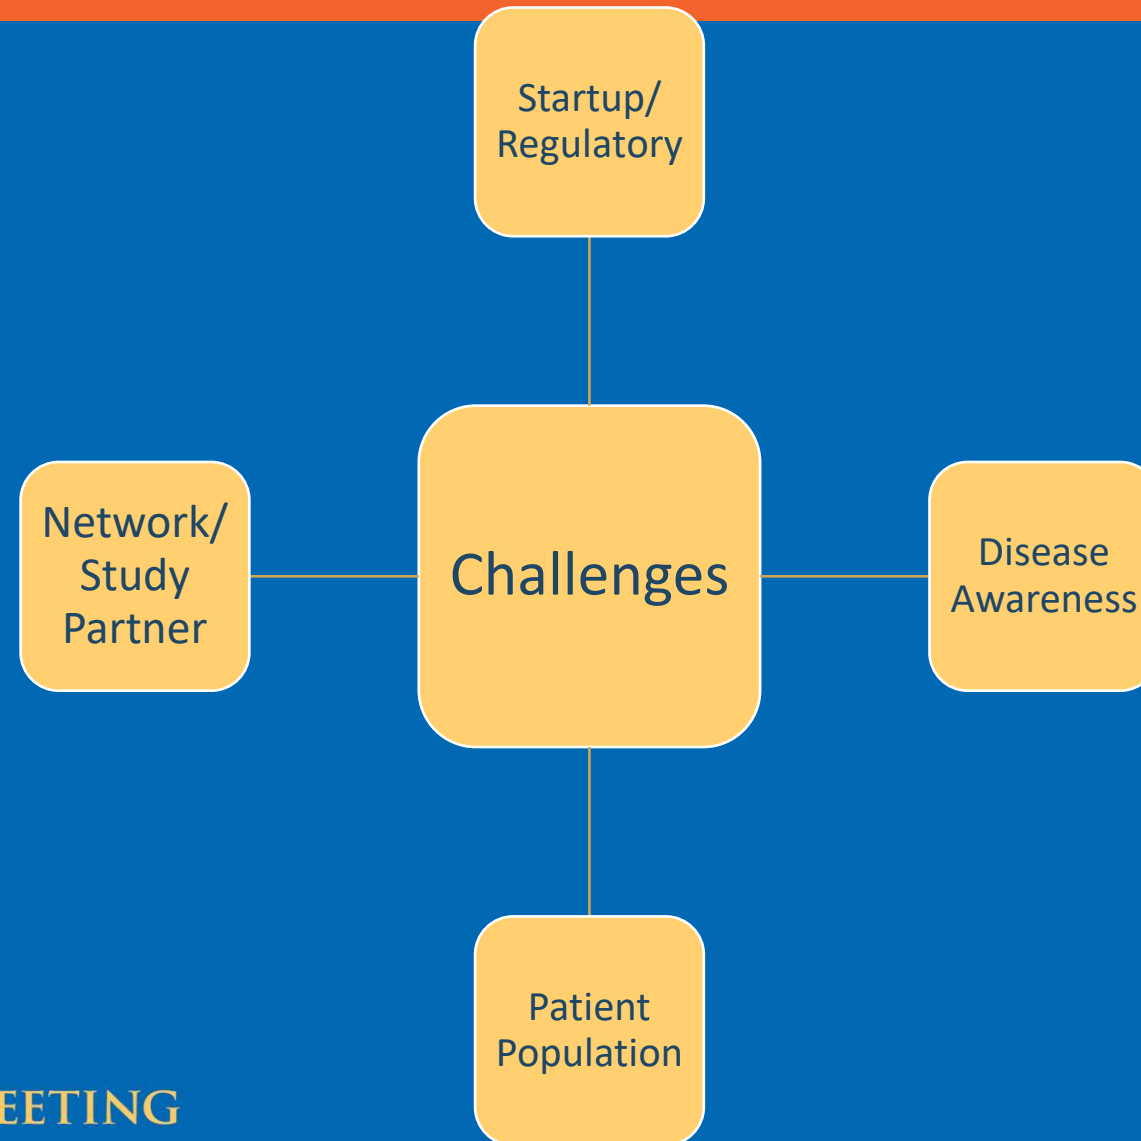 Startup/
Regulatory
Network/
Study
Partner
Challenges
Disease
Awareness
Patient
Population
EETING